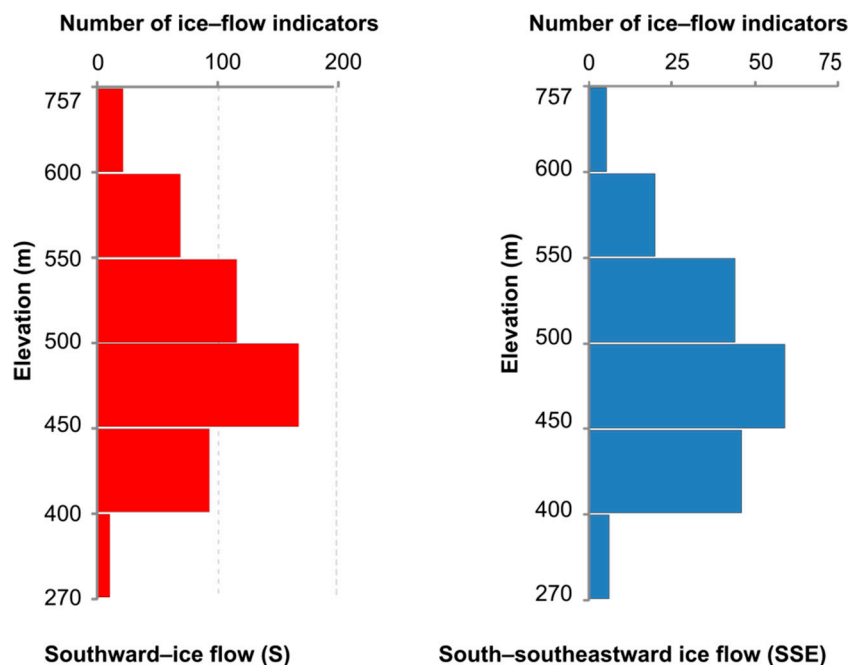 Number of ice–flow indicators
0 100 200
757
600
550
500
450
400
270
Elevation (m)
Southward–ice flow (S)
Number of ice–flow indicators
0 25 50 75
757
600
550
500
450
400
270
Elevation (m)
South–southeastward ice flow (SSE)